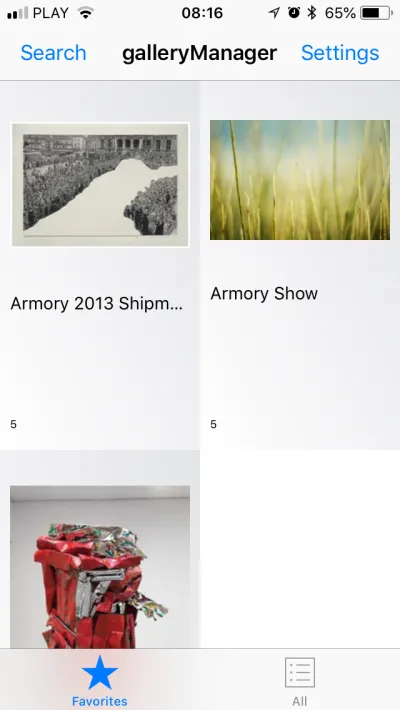 PLAY 08:16 65%
Search galleryManager Settings
Armory 2013 Shipm...
Armory Show
5
5
Favorites
All